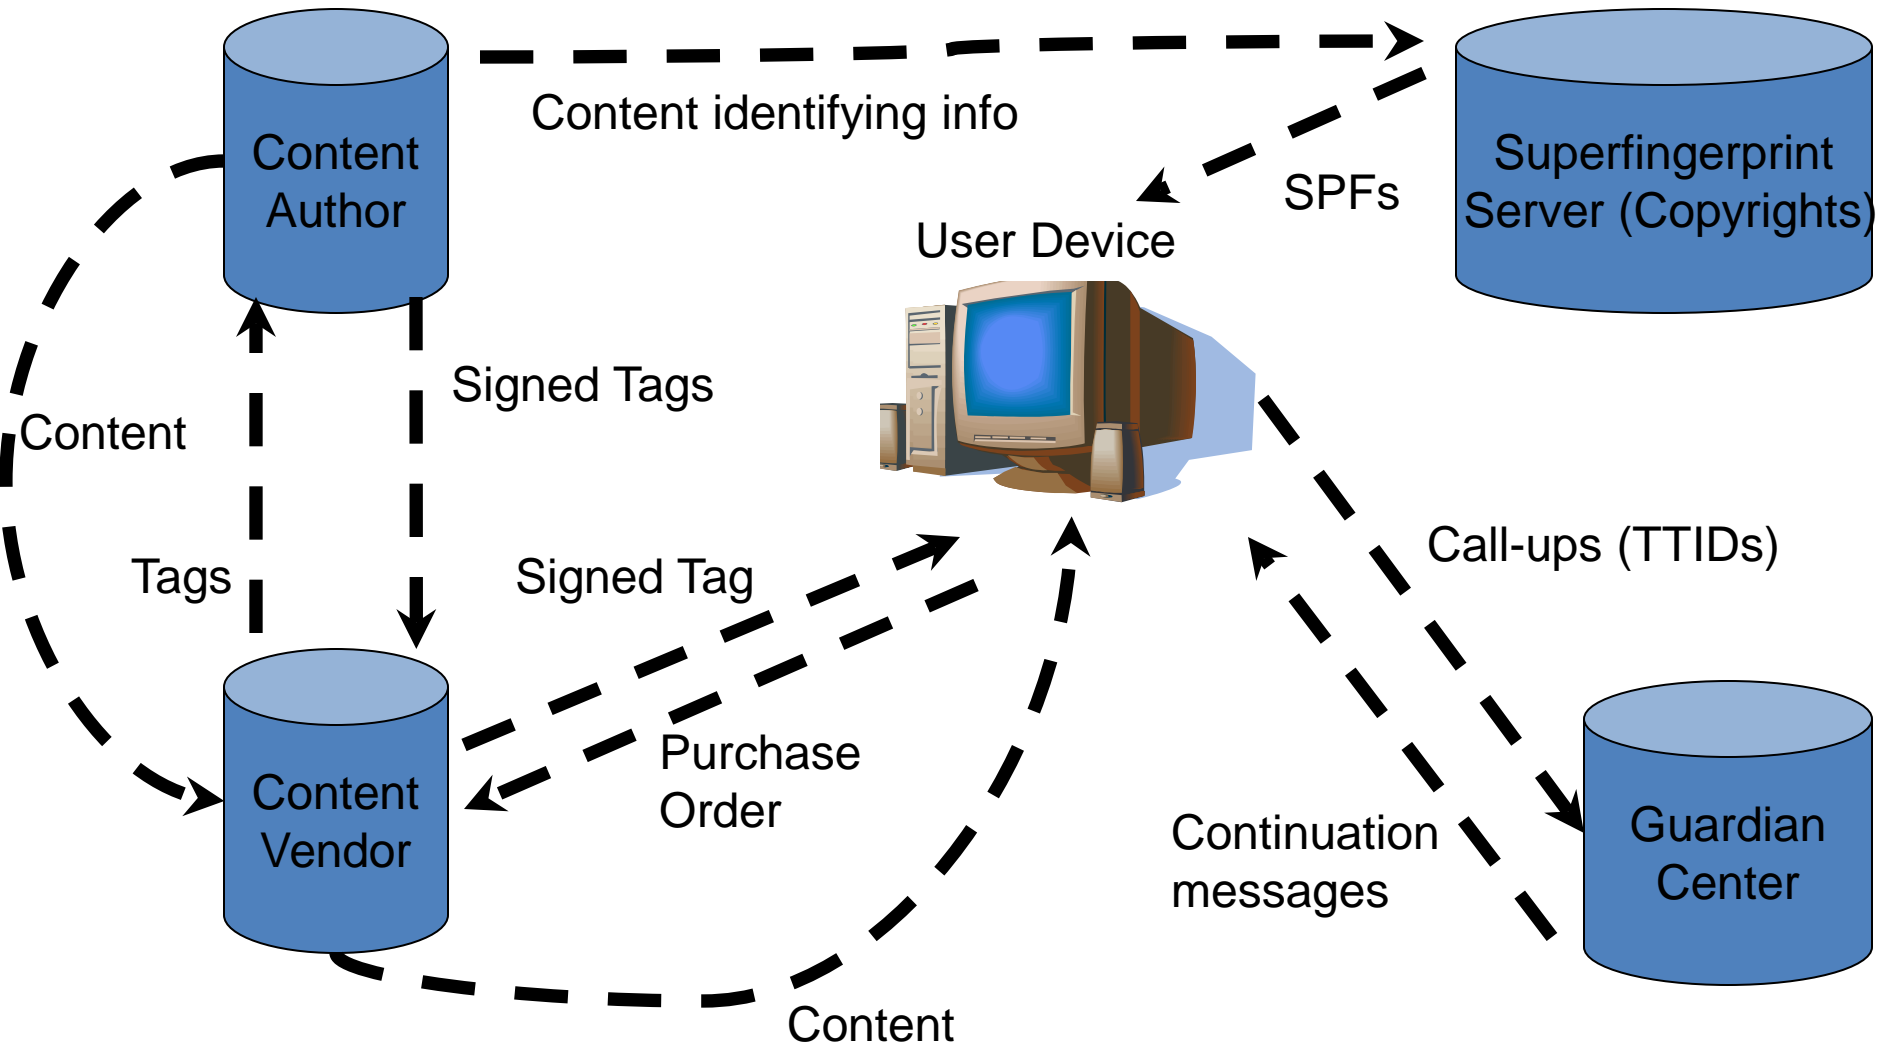 Content identifying info
Content
Author
Superfingerprint
Server (Copyrights)
SPFs
User Device
Signed Tags
Content
Tags
Signed Tag
Call-ups (TTIDs)
Purchase
Order
Content
Vendor
Continuation
messages
Guardian
Center
Content